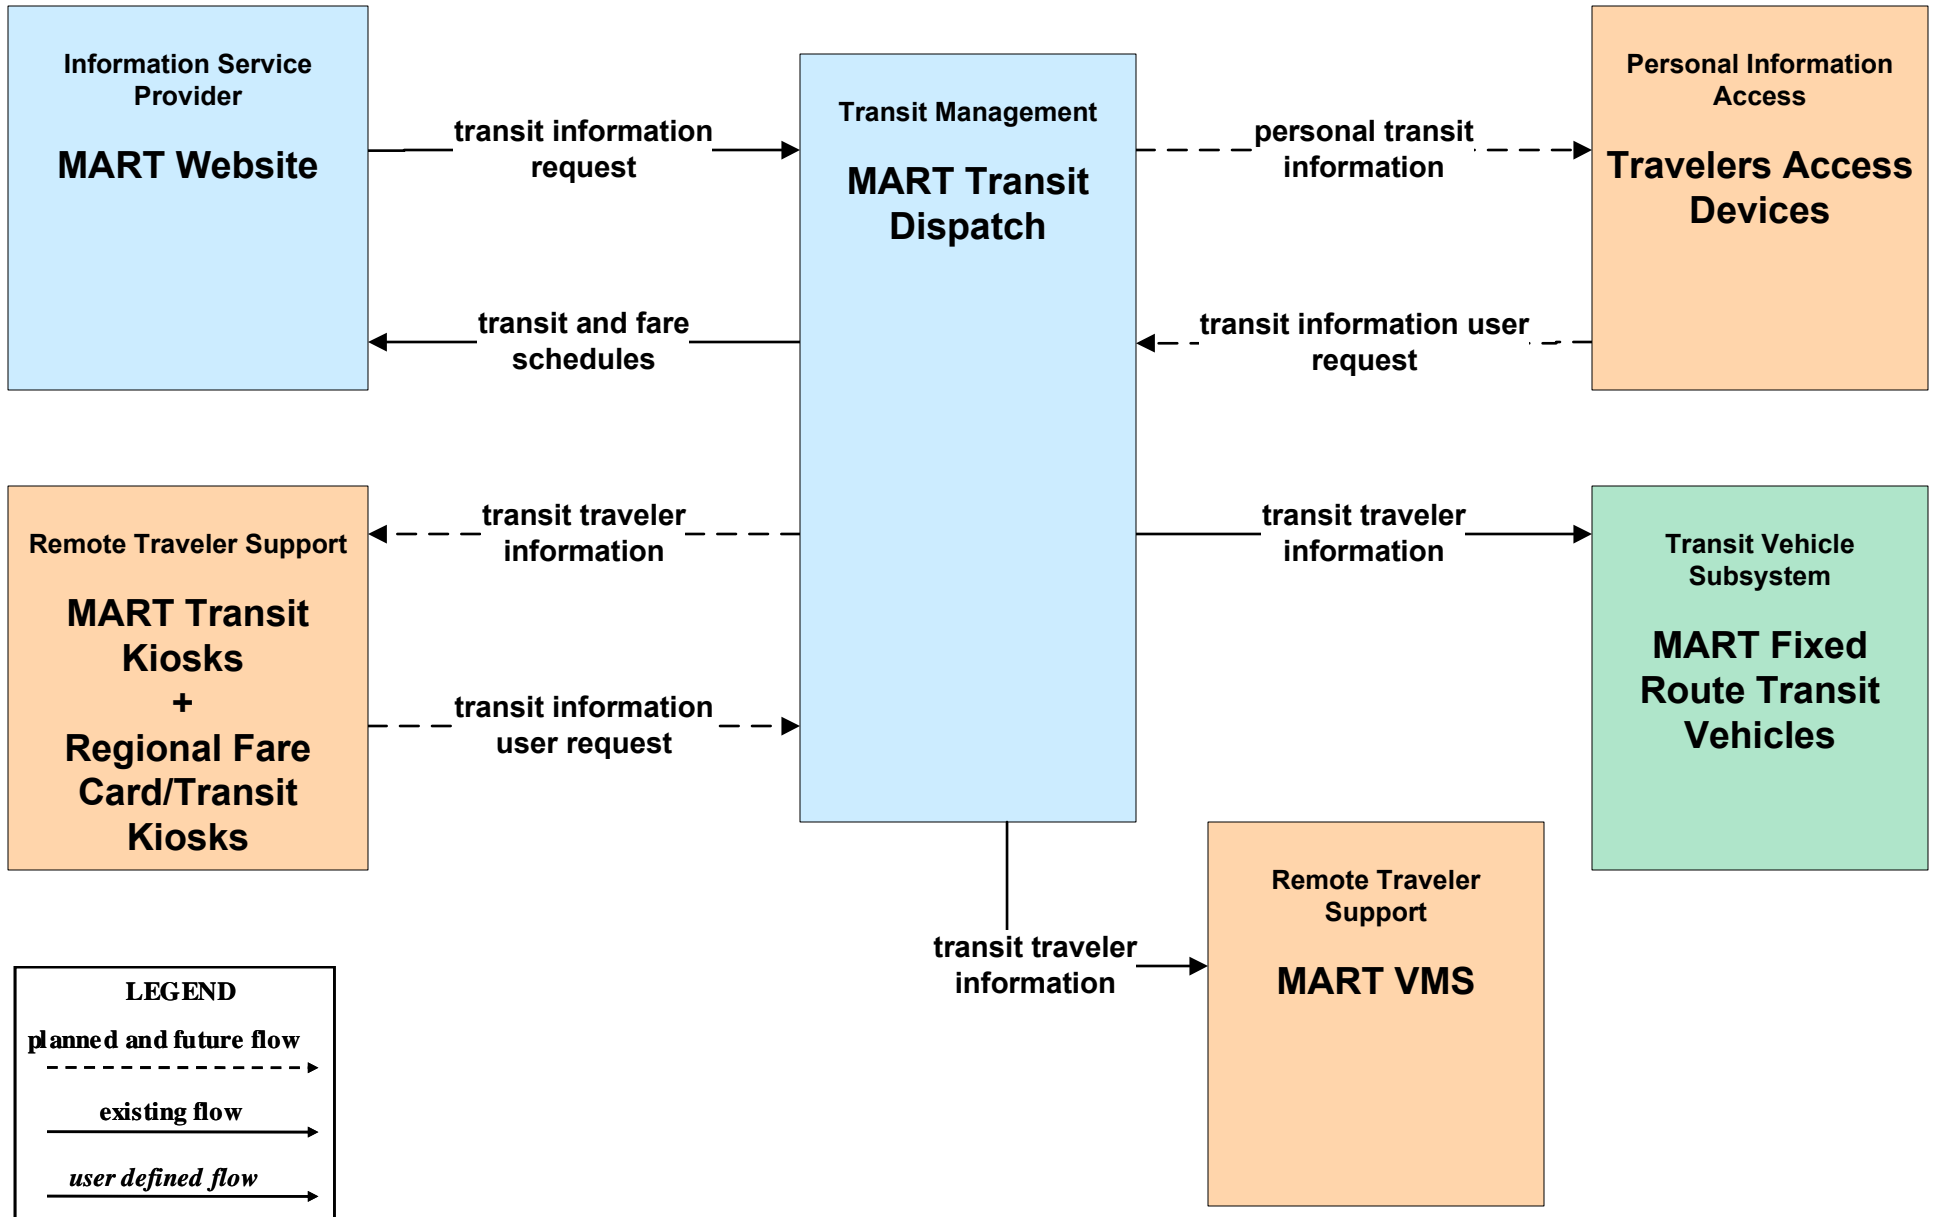 Information Service
Provider
MART Website
transit information
request
transit and fare
schedules
Transit Management
MART Transit
Dispatch
personal transit
information
transit information user
request
Personal Information
Access
Travelers Access
Devices
Remote Traveler Support
MART Transit
Kiosks
+
Regional Fare
Card/Transit
Kiosks
transit traveler
information
transit information
user request
transit traveler
information
Transit Vehicle
Subsystem
MART Fixed
Route Transit
Vehicles
transit traveler
information
Remote Traveler
Support
MART VMS
LEGEND
planned and future flow
existing flow
user defined flow